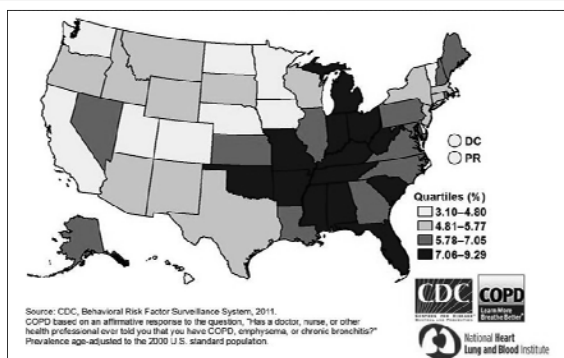 DC
PR
Quartiles (%)
3.10–4.80
4.81–5.77
5.78–7.05
7.06–9.29
Source: CDC, Behavioral Risk Factor Surveillance System, 2011.
COPD based on an affirmative response to the question, "Has a doctor, nurse, or other
health professional ever told you that you have COPD, emphysema, or chronic bronchitis?"
Prevalence age-adjusted to the 2000 U.S. standard population.
CDC
COPD
Learn More
Breathe Better
National Heart
Lung and Blood Institute